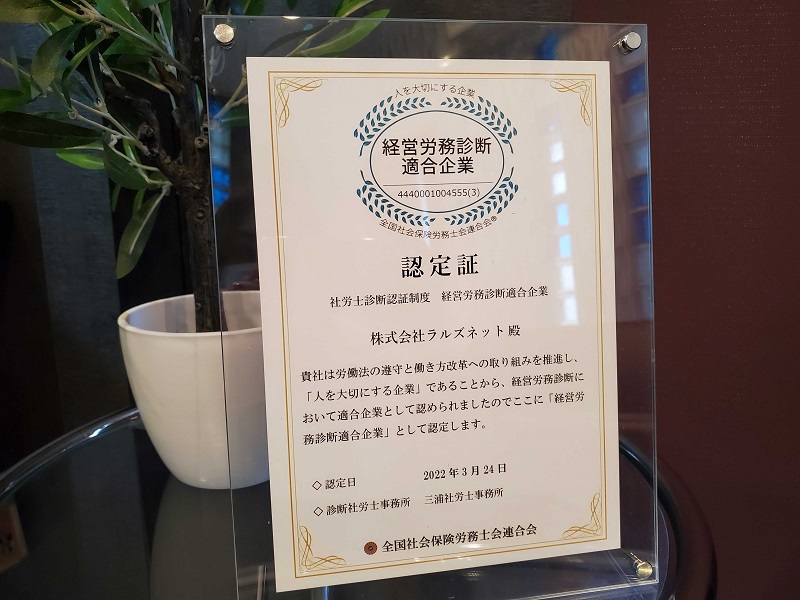 人を大切にする企業
経営労務診断
適合企業
4440001004555(3)
全国社会保険労務士会連合会®
認定証
社労士診断認証制度 経営労務診断適合企業
株式会社ラルズネット 殿
貴社は労働法の遵守と働き方改革への取り組みを推進し、
「人を大切にする企業」であることから、経営労務診断に
おいて適合企業として認められましたのでここに「経営労
務診断適合企業」として認定します。
◇認定日 2022年3月24日
◇診断社労士事務所 三浦社労士事務所
全国社会保険労務士会連合会